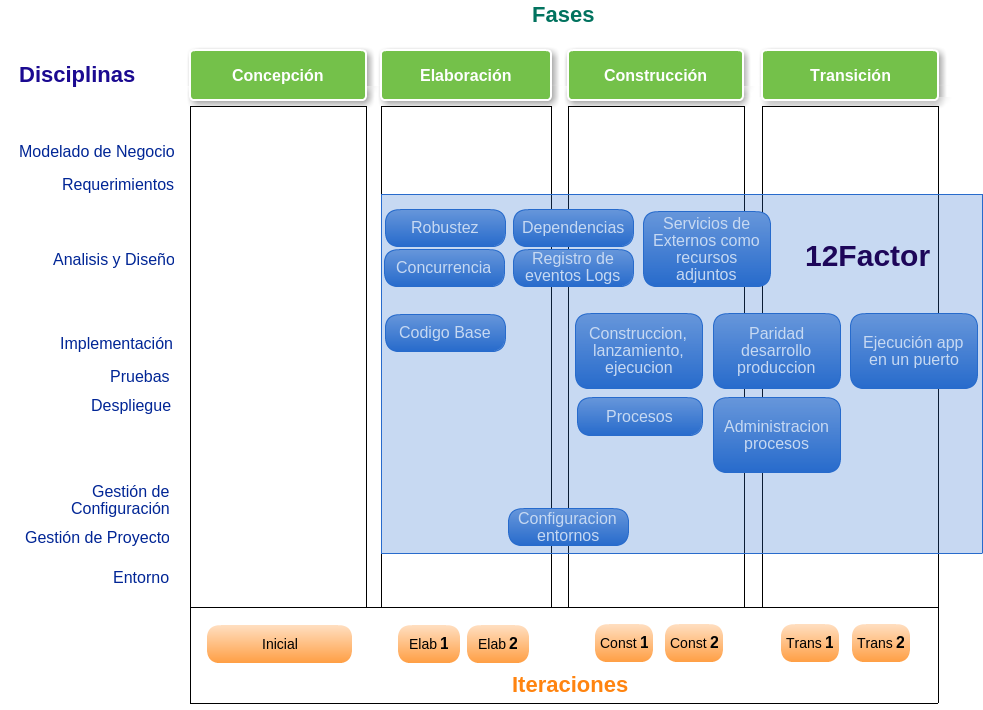 Fases
Disciplinas
Concepción
Elaboración
Construcción
Transición
Modelado de Negocio
Requerimientos
Analisis y Diseño
Implementación
Pruebas
Despliegue
Gestión de
Configuración
Gestión de Proyecto
Entorno
Robustez
Dependencias
Servicios de
Externos como
recursos
adjuntos
12Factor
Concurrencia
Registro de
eventos Logs
Codigo Base
Construccion,
lanzamiento,
ejecucion
Paridad
desarrollo
produccion
Ejecución app
en un puerto
Procesos
Administracion
procesos
Configuracion
entornos
Inicial
Elab 1
Elab 2
Const 1
Const 2
Trans 1
Trans 2
Iteraciones